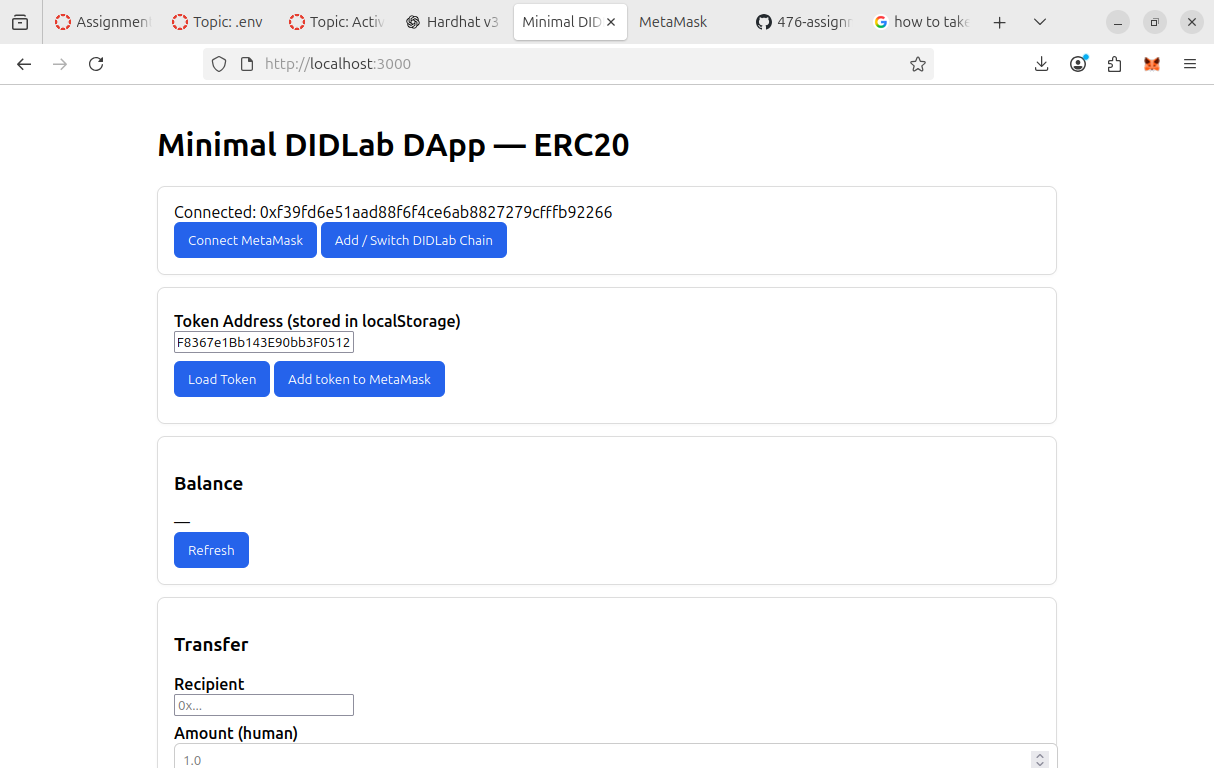 Assignment
Topic: .env
Topic: Activ
Hardhat v3
Minimal DID
MetaMask
476-assignm
how to take
http://localhost:3000
Minimal DIDLab DApp — ERC20
Connected: 0xf39fd6e51aad88f6f4ce6ab8827279cfffb92266
Connect MetaMask
Add / Switch DIDLab Chain
Token Address (stored in localStorage)
F8367e1Bb143E90bb3F0512
Load Token
Add token to MetaMask
Balance
—
Refresh
Transfer
Recipient
0x...
Amount (human)
1.0